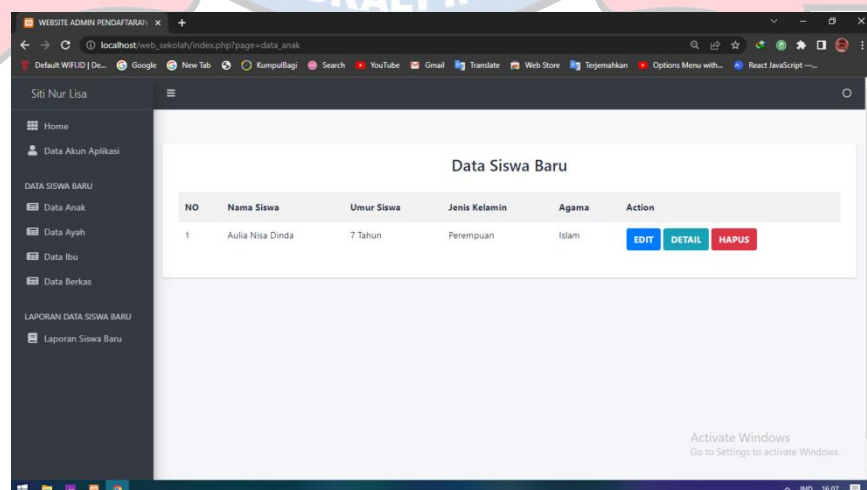 WEBSITE ADMIN PENDAFTARAN
localhost/web_sekolah/index.php?page=data_anak
Default WIFI.ID | De... Google New Tab KumpulBagi Search YouTube Gmail Translate Web Store Terjemahkan Options Menu with... React JavaScript —...
Siti Nur Lisa
Home
Data Akun Aplikasi
DATA SISWA BARU
Data Anak
Data Ayah
Data Ibu
Data Berkas
LAPORAN DATA SISWA BARU
Laporan Siswa Baru
Data Siswa Baru
NO Nama Siswa Umur Siswa Jenis Kelamin Agama Action
1 Aulia Nisa Dinda 7 Tahun Perempuan Islam EDIT DETAIL HAPUS
Activate Windows
Go to Settings to activate Windows.
IND 16.07